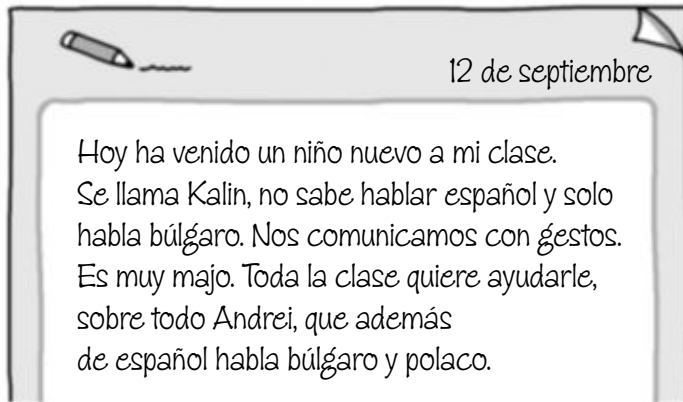 12 de septiembre
Hoy ha venido un niño nuevo a mi clase.
Se llama Kalin, no sabe hablar español y solo
habla búlgaro. Nos comunicamos con gestos.
Es muy majo. Toda la clase quiere ayudarle,
sobre todo Andrei, que además
de español habla búlgaro y polaco.